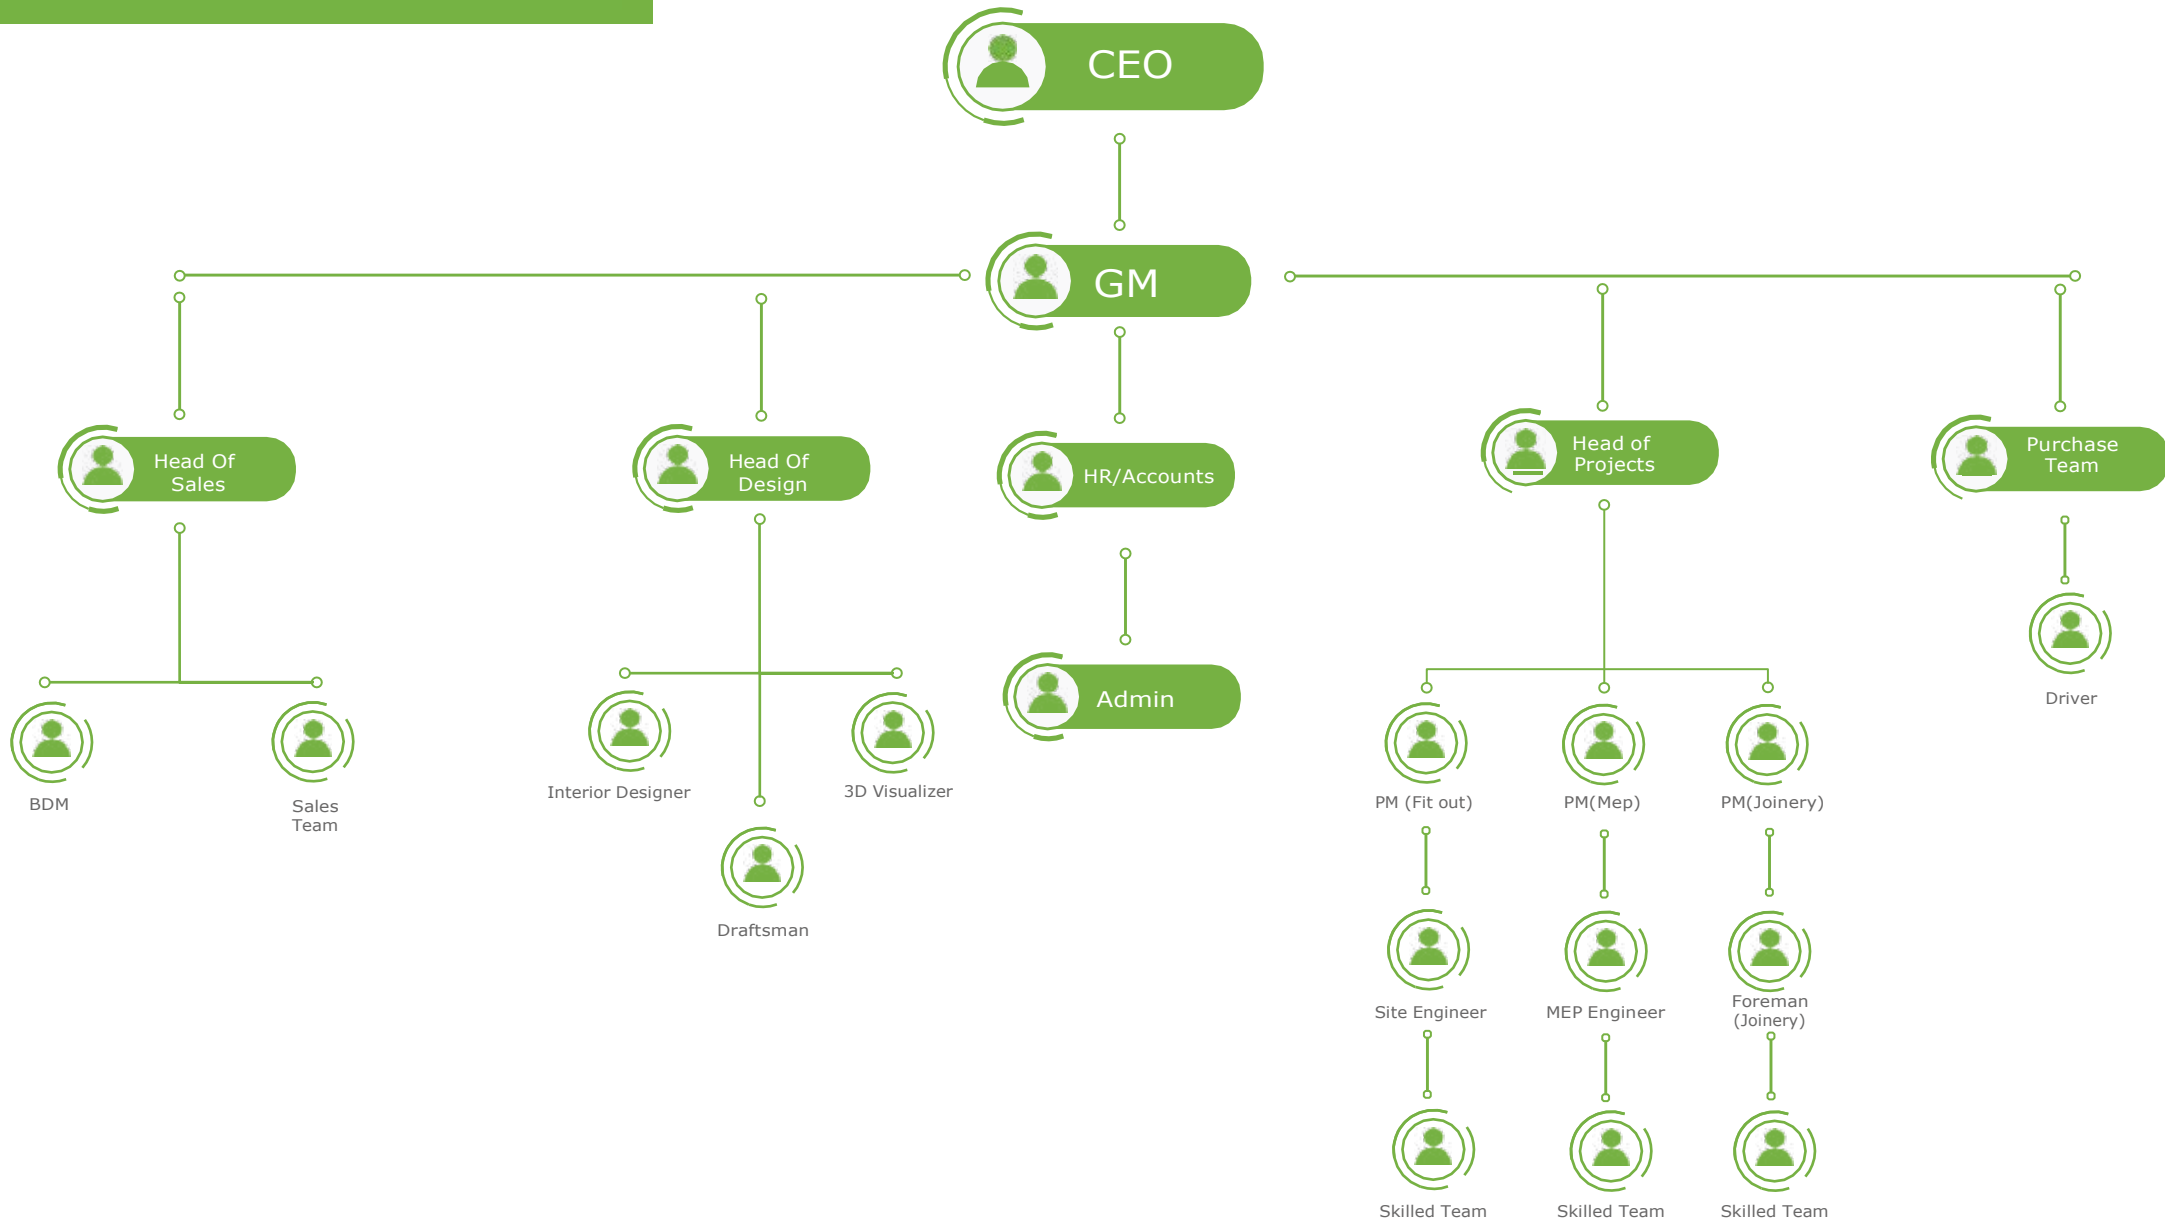 CEO
GM
Head Of
Sales
Head Of
Design
HR/Accounts
Head of
Projects
Purchase
Team
Admin
Driver
BDM
Sales
Team
Interior Designer
3D Visualizer
Draftsman
PM (Fit out)
PM(Mep)
PM(Joinery)
Site Engineer
MEP Engineer
Foreman
(Joinery)
Skilled Team
Skilled Team
Skilled Team